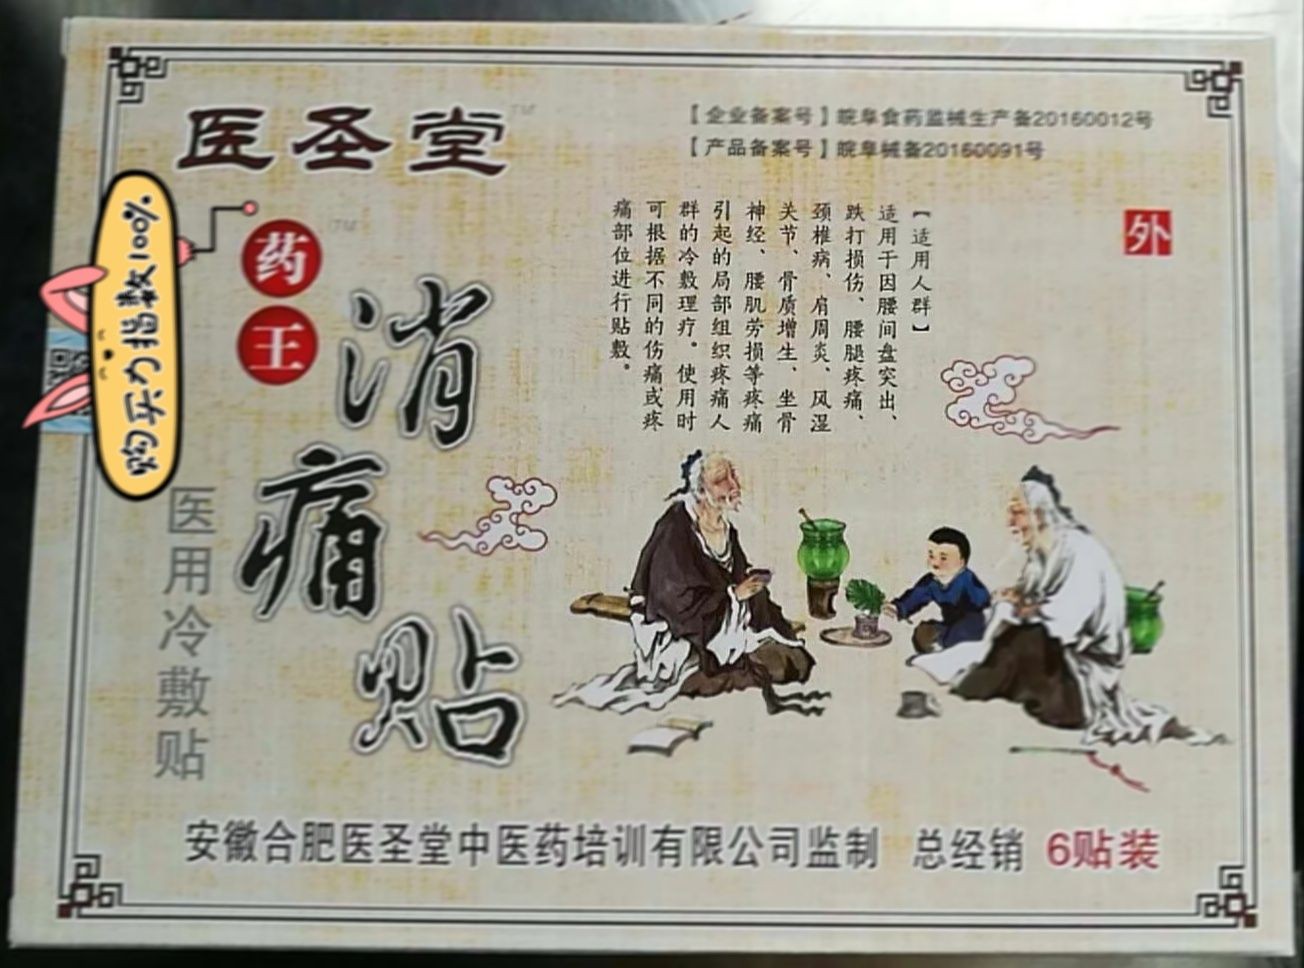 医圣堂
TM
【企业备案号】皖阜食药监械生产备20160012号
【产品备案号】皖阜械备20160091号
购买力指数100%
药王
TM
消痛贴
医用冷敷贴
外
【适用人群】
适用于因腰间盘突出、
跌打损伤、腰腿疼痛、
颈椎病、肩周炎、风湿
关节、骨质增生、坐骨
神经、腰肌劳损等疼痛
引起的局部组织疼痛人
群的冷敷理疗。使用时
可根据不同的伤痛或疼
痛部位进行贴敷。
安徽合肥医圣堂中医药培训有限公司监制 总经销 6贴装